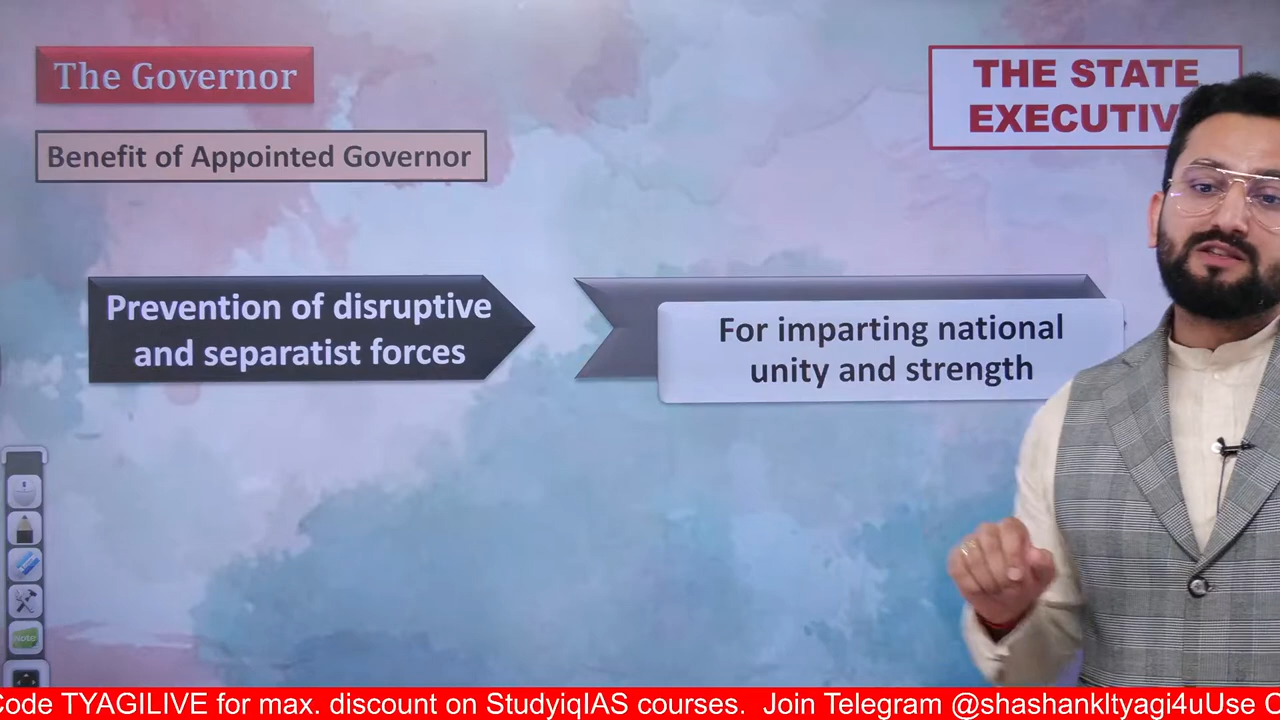 The Governor
THE STATE
EXECUTIV
Benefit of Appointed Governor
Prevention of disruptive
and separatist forces
For imparting national
unity and strength
Note
Code TYAGILIVE for max. discount on StudyiqIAS courses. Join Telegram @shashankltyagi4uUse C